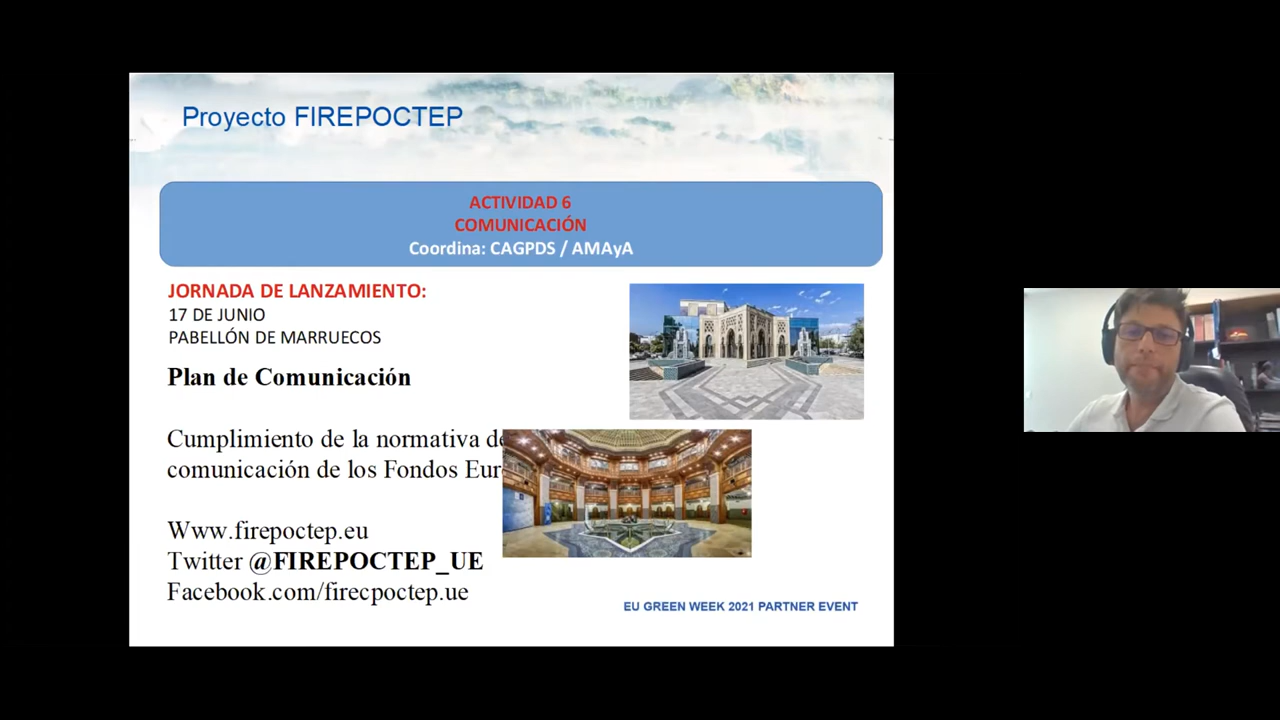 Proyecto FIREPOCTEP
ACTIVIDAD 6
COMUNICACIÓN
Coordina: CAGPDS / AMAyA
JORNADA DE LANZAMIENTO:
17 DE JUNIO
PABELLÓN DE MARRUECOS
Plan de Comunicación
Cumplimiento de la normativa de
comunicación de los Fondos Eur
Www.firepoctep.eu
Twitter @FIREPOCTEP_UE
Facebook.com/firecpoctep.ue
EU GREEN WEEK 2021 PARTNER EVENT